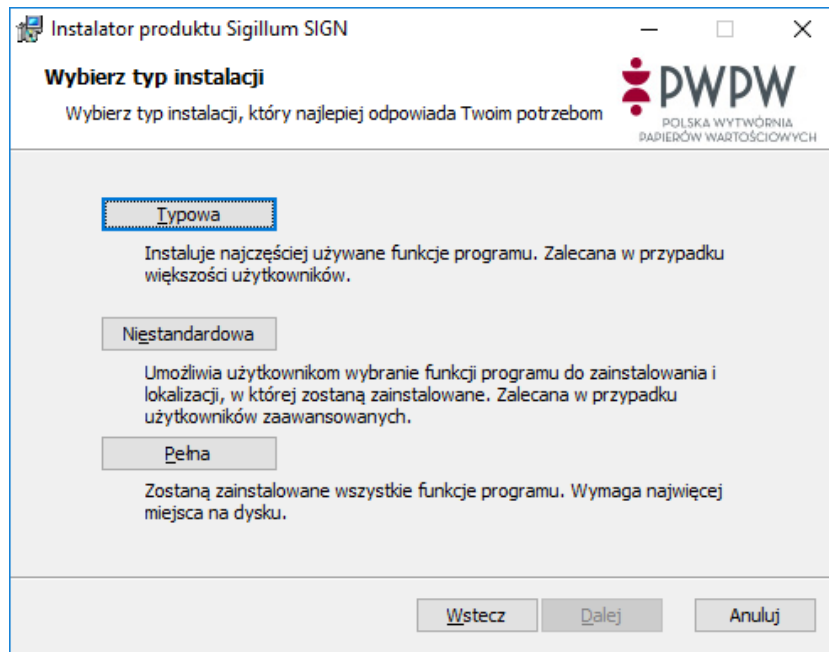 Instalator produktu Sigillum SIGN
Wybierz typ instalacji
Wybierz typ instalacji, który najlepiej odpowiada Twoim potrzebom
PWPW
POLSKA WYTWÓRNIA
PAPIERÓW WARTOŚCIOWYCH
Typowa
Instaluje najczęściej używane funkcje programu. Zalecana w przypadku
większości użytkowników.
Niestandardowa
Umożliwia użytkownikom wybranie funkcji programu do zainstalowania i
lokalizacji, w której zostaną zainstalowane. Zalecana w przypadku
użytkowników zaawansowanych.
Pełna
Zostaną zainstalowane wszystkie funkcje programu. Wymaga najwięcej
miejsca na dysku.
Wstecz
Dalej
Anuluj